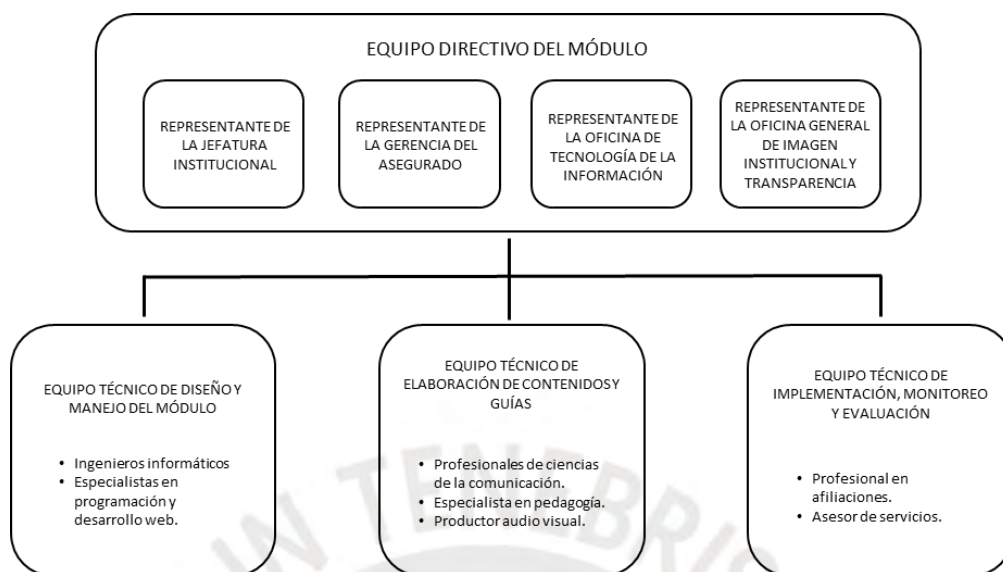 EQUIPO DIRECTIVO DEL MÓDULO
REPRESENTANTE DE
LA JEFATURA
INSTITUCIONAL
REPRESENTANTE DE
LA GERENCIA DEL
ASEGURADO
REPRESENTANTE DE
LA OFICINA DE
TECNOLOGÍA DE LA
INFORMACIÓN
REPRESENTANTE DE
LA OFICINA GENERAL
DE IMAGEN
INSTITUCIONAL Y
TRANSPARENCIA
EQUIPO TÉCNICO DE DISEÑO Y
MANEJO DEL MÓDULO
• Ingenieros informáticos
• Especialistas en
programación y
desarrollo web.
EQUIPO TÉCNICO DE
ELABORACIÓN DE CONTENIDOS Y
GUÍAS
• Profesionales de ciencias
de la comunicación.
• Especialista en pedagogía.
• Productor audio visual.
EQUIPO TÉCNICO DE
IMPLEMENTACIÓN, MONITOREO
Y EVALUACIÓN
• Profesional en
afiliaciones.
• Asesor de servicios.
IN TENEBRIS